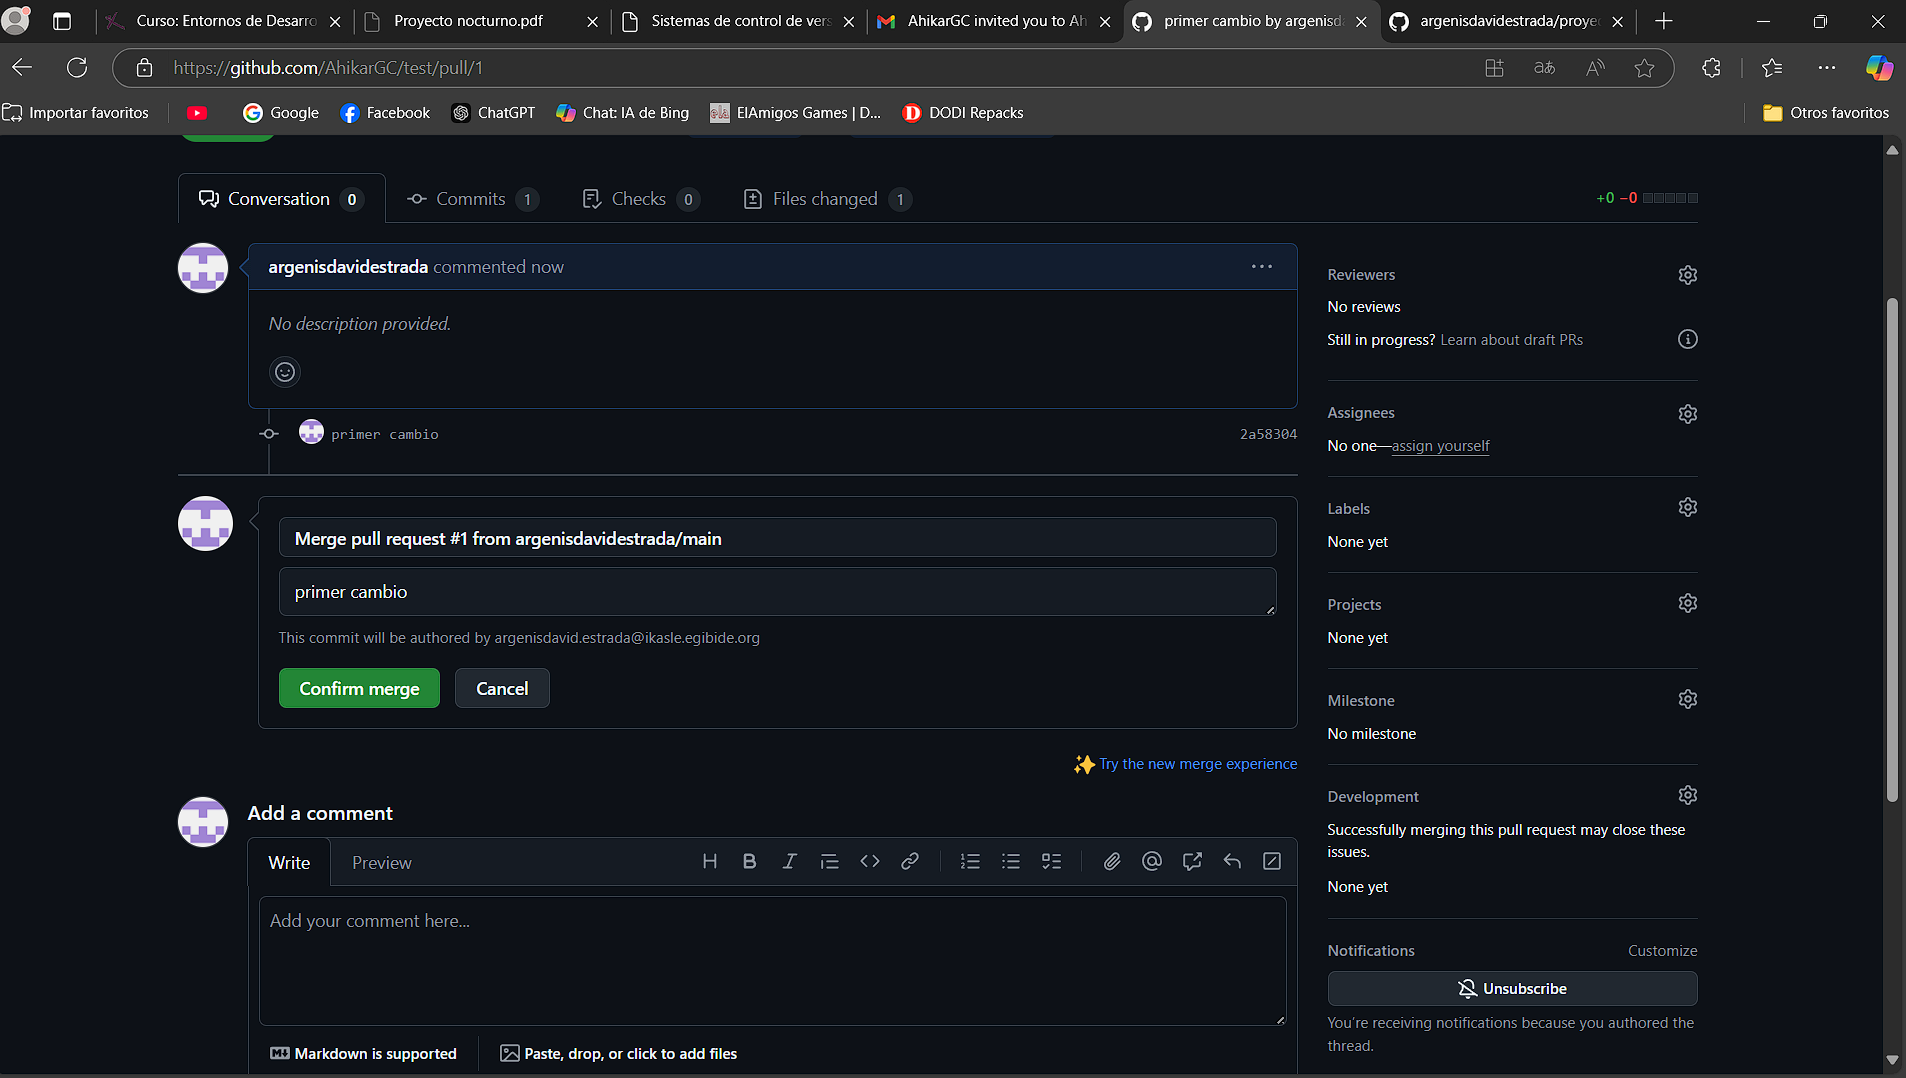 Curso: Entornos de Desarro
Proyecto nocturno.pdf
Sistemas de control de vers
AhikarGC invited you to Ah
primer cambio by argenisda
argenisdavidestrada/proye
https://github.com/AhikarGC/test/pull/1
Importar favoritos
Google
Facebook
ChatGPT
Chat: IA de Bing
ElAmigos Games | D...
DODI Repacks
Otros favoritos
Conversation 0
Commits 1
Checks 0
Files changed 1
+0 −0
argenisdavidestrada commented now
No description provided.
primer cambio
2a58304
Merge pull request #1 from argenisdavidestrada/main
primer cambio
This commit will be authored by argenisdavid.estrada@ikasle.egibide.org
Confirm merge
Cancel
Try the new merge experience
Add a comment
Write
Preview
Add your comment here...
Markdown is supported
Paste, drop, or click to add files
Reviewers
No reviews
Still in progress? Learn about draft PRs
Assignees
No one—assign yourself
Labels
None yet
Projects
None yet
Milestone
No milestone
Development
Successfully merging this pull request may close these
issues.
None yet
Notifications
Customize
Unsubscribe
You're receiving notifications because you authored the
thread.